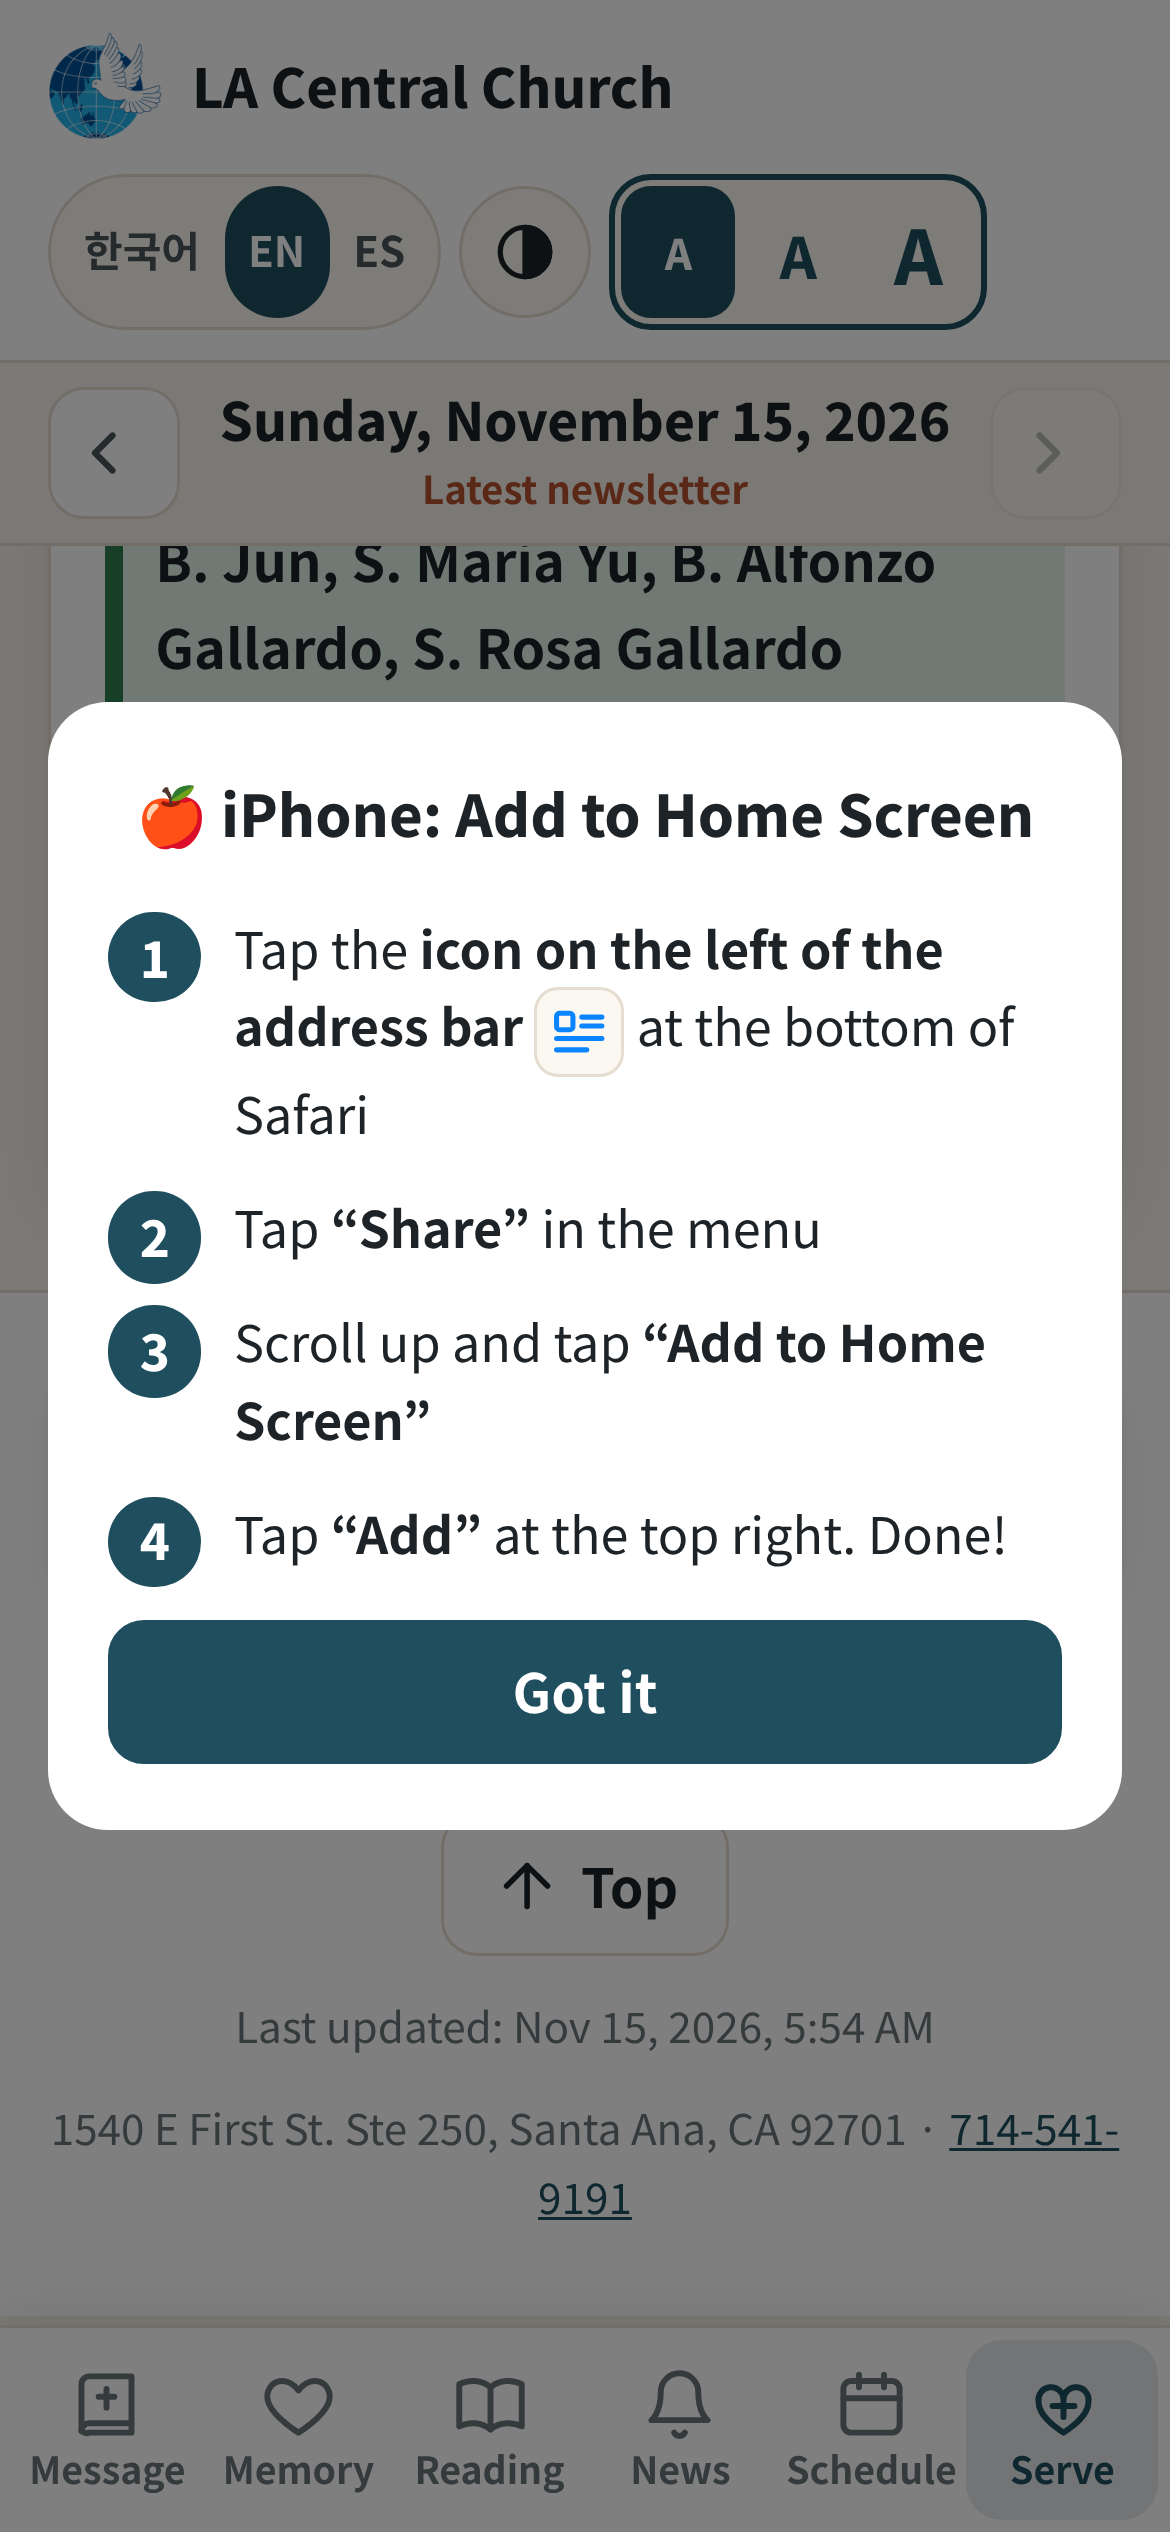 LA Central Church
한국어 EN ES A A A
Sunday, November 15, 2026
Latest newsletter
B. Jun, S. Maria Yu, B. Alfonzo
Gallardo, S. Rosa Gallardo
iPhone: Add to Home Screen
1 Tap the icon on the left of the
address bar at the bottom of
Safari
2 Tap “Share” in the menu
3 Scroll up and tap “Add to Home
Screen”
4 Tap “Add” at the top right. Done!
Got it
Top
Last updated: Nov 15, 2026, 5:54 AM
1540 E First St. Ste 250, Santa Ana, CA 92701 · 714-541-
9191
Message Memory Reading News Schedule Serve